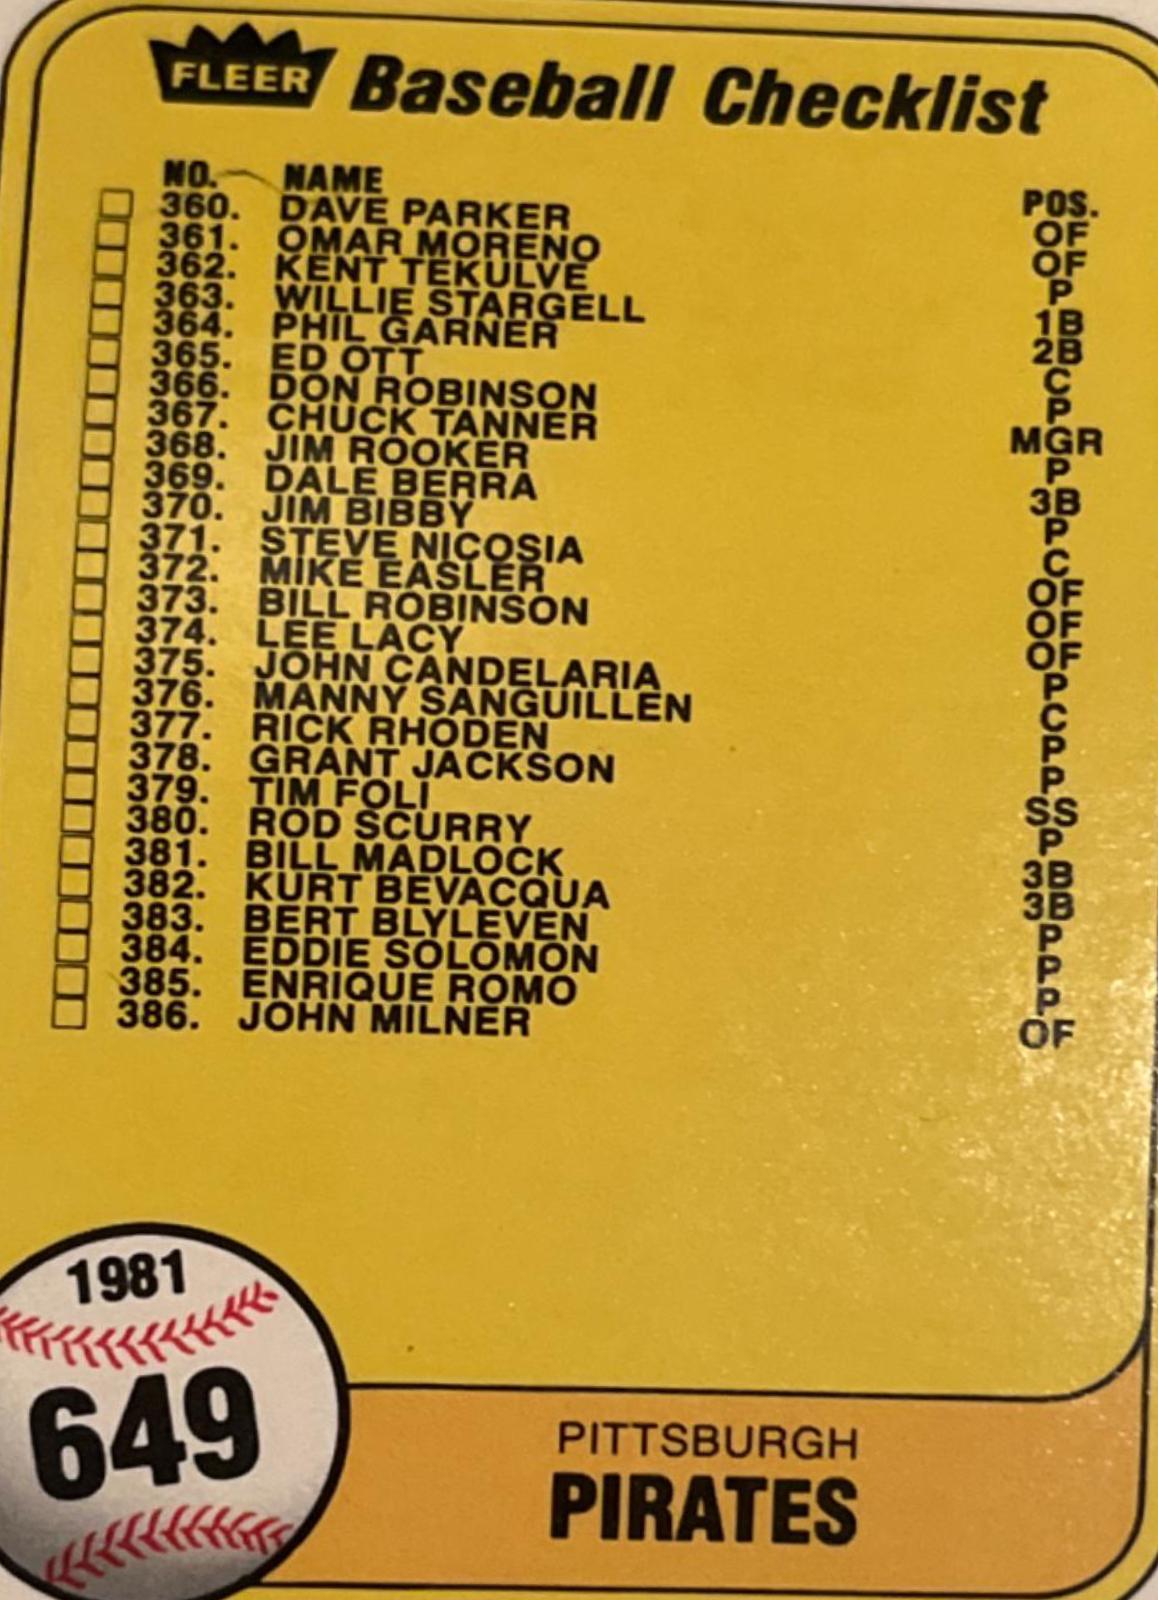 FLEER Baseball Checklist
NO. NAME POS.
360. DAVE PARKER OF
361. OMAR MORENO OF
362. KENT TEKULVE P
363. WILLIE STARGELL 1B
364. PHIL GARNER 2B
365. ED OTT C
366. DON ROBINSON P
367. CHUCK TANNER MGR
368. JIM ROOKER P
369. DALE BERRA 3B
370. JIM BIBBY P
371. STEVE NICOSIA C
372. MIKE EASLER OF
373. BILL ROBINSON OF
374. LEE LACY OF
375. JOHN CANDELARIA P
376. MANNY SANGUILLEN C
377. RICK RHODEN P
378. GRANT JACKSON P
379. TIM FOLI SS
380. ROD SCURRY P
381. BILL MADLOCK 3B
382. KURT BEVACQUA 3B
383. BERT BLYLEVEN P
384. EDDIE SOLOMON P
385. ENRIQUE ROMO P
386. JOHN MILNER OF
1981
649
PITTSBURGH
PIRATES